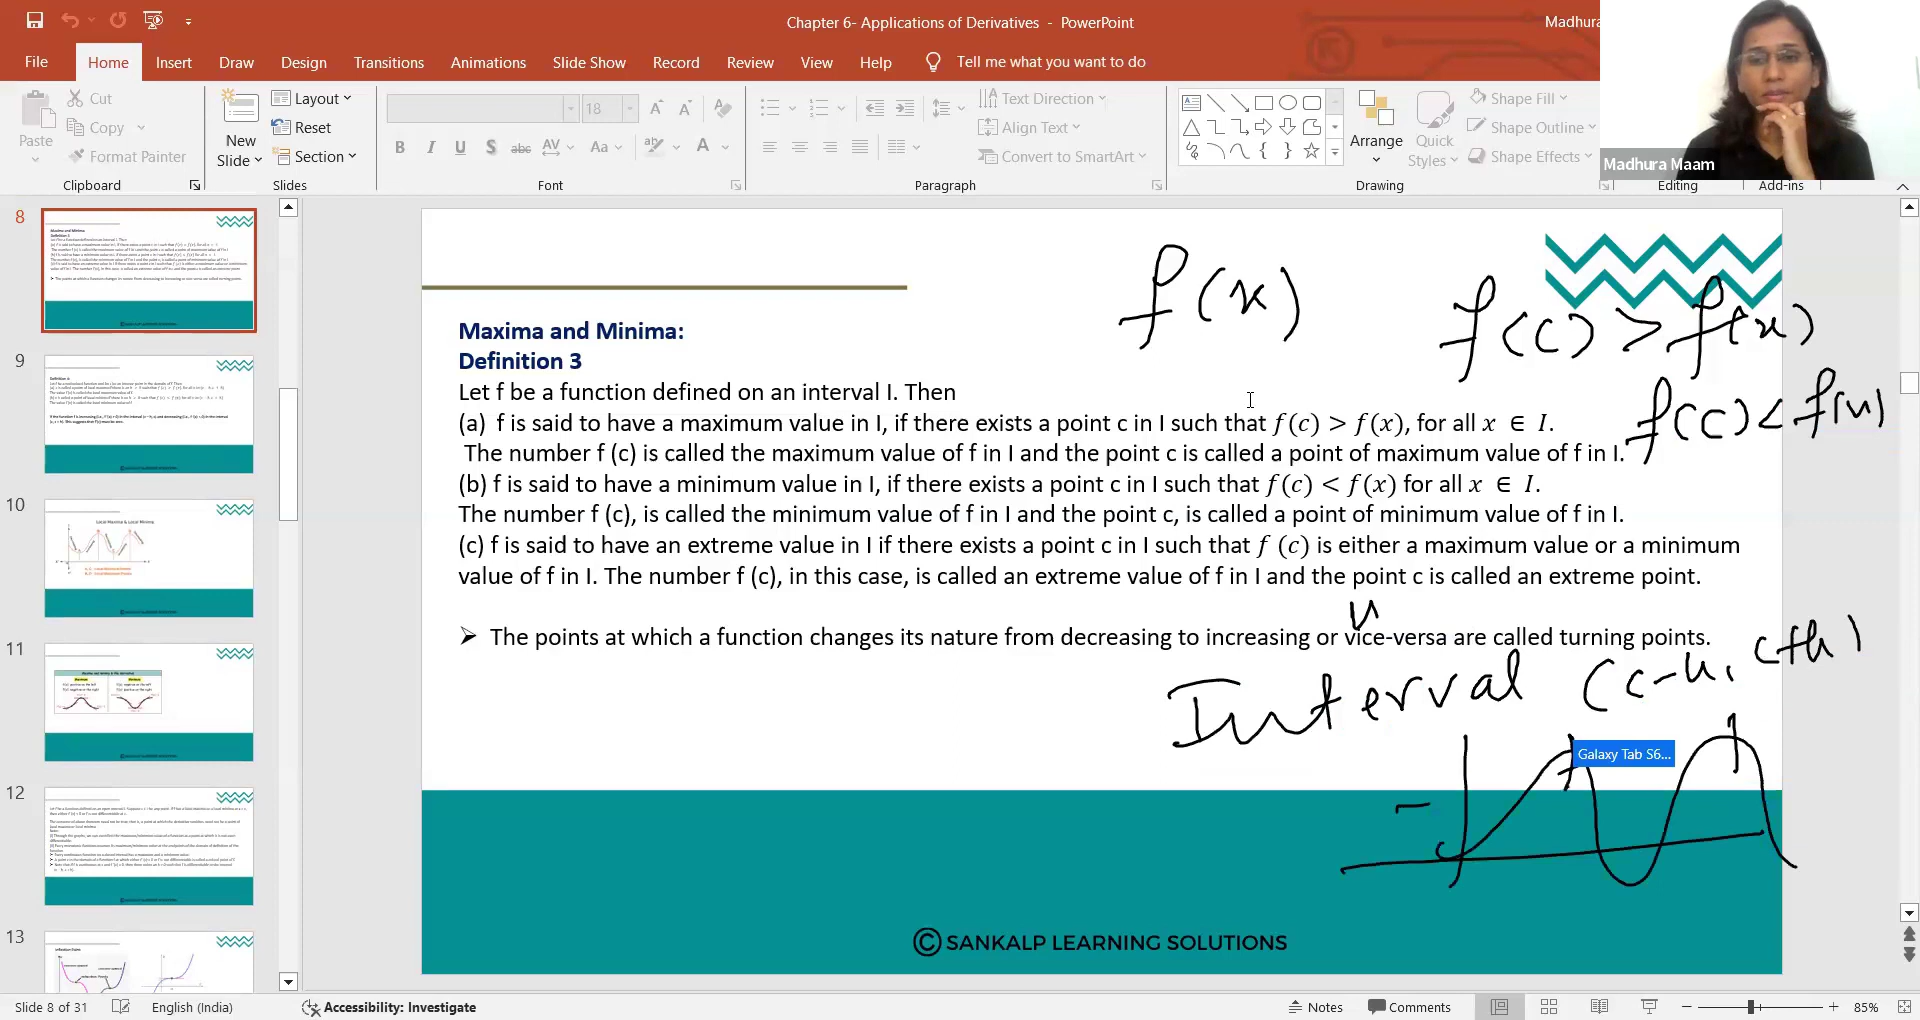 Chapter 6- Applications of Derivatives - PowerPoint
Madhura
File Home Insert Draw Design Transitions Animations Slide Show Record Review View Help Tell me what you want to do
Paste
Cut
Copy
Format Painter
Clipboard
New Slide
Layout
Reset
Section
Slides
18
B I U S abc AV Aa A
Font
Text Direction
Align Text
Convert to SmartArt
Paragraph
Arrange
Quick Styles
Shape Fill
Shape Outline
Shape Effects
Drawing
Editing
Add-ins
Madhura Maam
8
9
10
11
12
13
f(x)
f(c) > f(x)
f(c) < f(x)
Maxima and Minima:
Definition 3
Let f be a function defined on an interval I. Then
(a) f is said to have a maximum value in I, if there exists a point c in I such that f(c) > f(x), for all x ∈ I.
The number f (c) is called the maximum value of f in I and the point c is called a point of maximum value of f in I.
(b) f is said to have a minimum value in I, if there exists a point c in I such that f(c) < f(x) for all x ∈ I.
The number f (c), is called the minimum value of f in I and the point c, is called a point of minimum value of f in I.
(c) f is said to have an extreme value in I if there exists a point c in I such that f (c) is either a maximum value or a minimum
value of f in I. The number f (c), in this case, is called an extreme value of f in I and the point c is called an extreme point.
➢ The points at which a function changes its nature from decreasing to increasing or vice-versa are called turning points.
Interval (c-h, c+h)
Galaxy Tab S6...
© SANKALP LEARNING SOLUTIONS
Slide 8 of 31 English (India) Accessibility: Investigate Notes Comments 85%